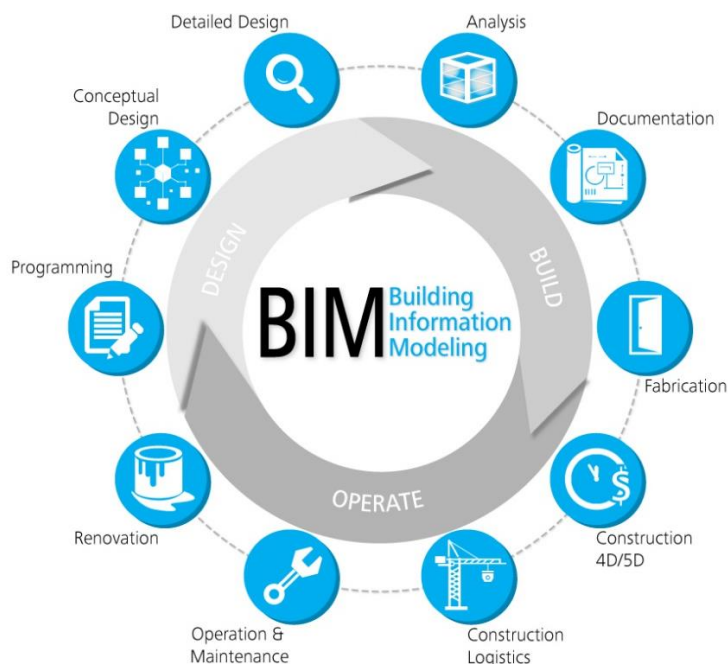 Detailed Design
Analysis
Conceptual
Design
Documentation
Programming
DESIGN
BUILD
BIM
Building
Information
Modeling
Fabrication
Renovation
OPERATE
Construction
4D/5D
Operation &
Maintenance
Construction
Logistics
$